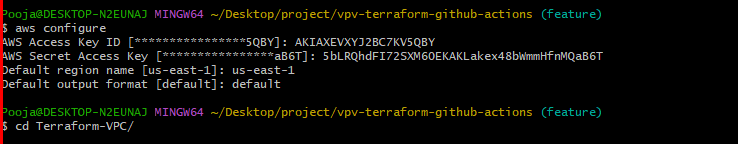 Pooja@DESKTOP-N2EUNAJ MINGW64 ~/Desktop/project/vpv-terraform-github-actions (feature)
$ aws configure
AWS Access Key ID [****************5QBY]: AKIAXEVXYJ2BC7KV5QBY
AWS Secret Access Key [****************aB6T]: 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
Default region name [us-east-1]: us-east-1
Default output format [default]: default
Pooja@DESKTOP-N2EUNAJ MINGW64 ~/Desktop/project/vpv-terraform-github-actions (feature)
$ cd Terraform-VPC/